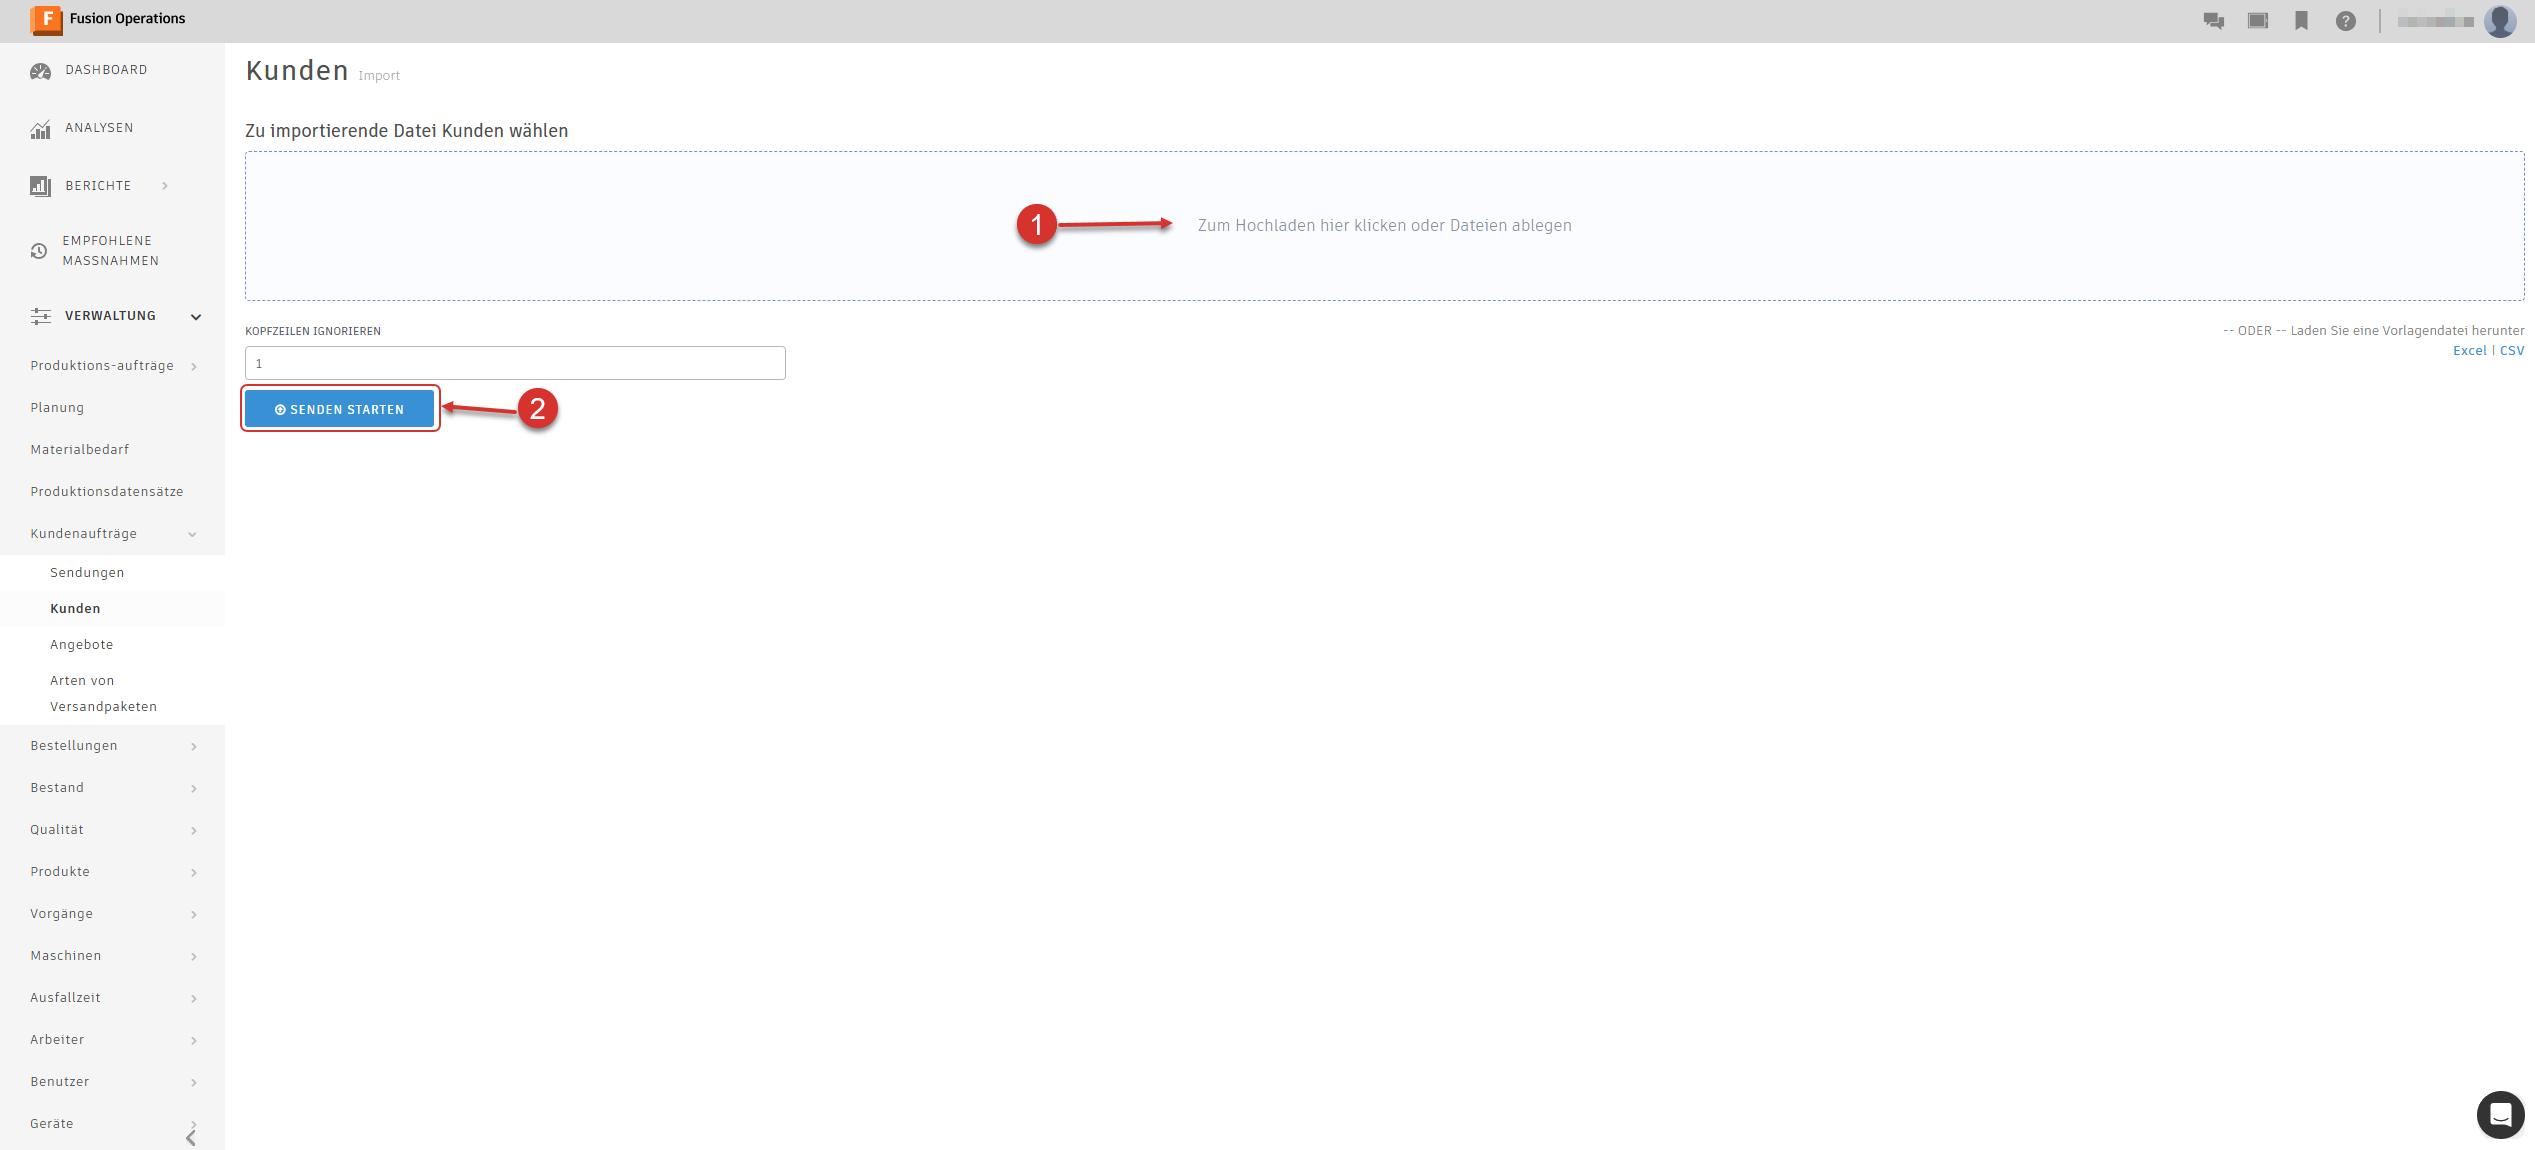 F Fusion Operations
DASHBOARD
ANALYSEN
BERICHTE
EMPFOHLENE
MASSNAHMEN
VERWALTUNG
Produktions-aufträge
Planung
Materialbedarf
Produktionsdatensätze
Kundenaufträge
Sendungen
Kunden
Angebote
Arten von
Versandpaketen
Bestellungen
Bestand
Qualität
Produkte
Vorgänge
Maschinen
Ausfallzeit
Arbeiter
Benutzer
Geräte
Kunden Import
Zu importierende Datei Kunden wählen
1 Zum Hochladen hier klicken oder Dateien ablegen
KOPFZEILEN IGNORIEREN
1
SENDEN STARTEN 2
-- ODER -- Laden Sie eine Vorlagendatei herunter
Excel | CSV